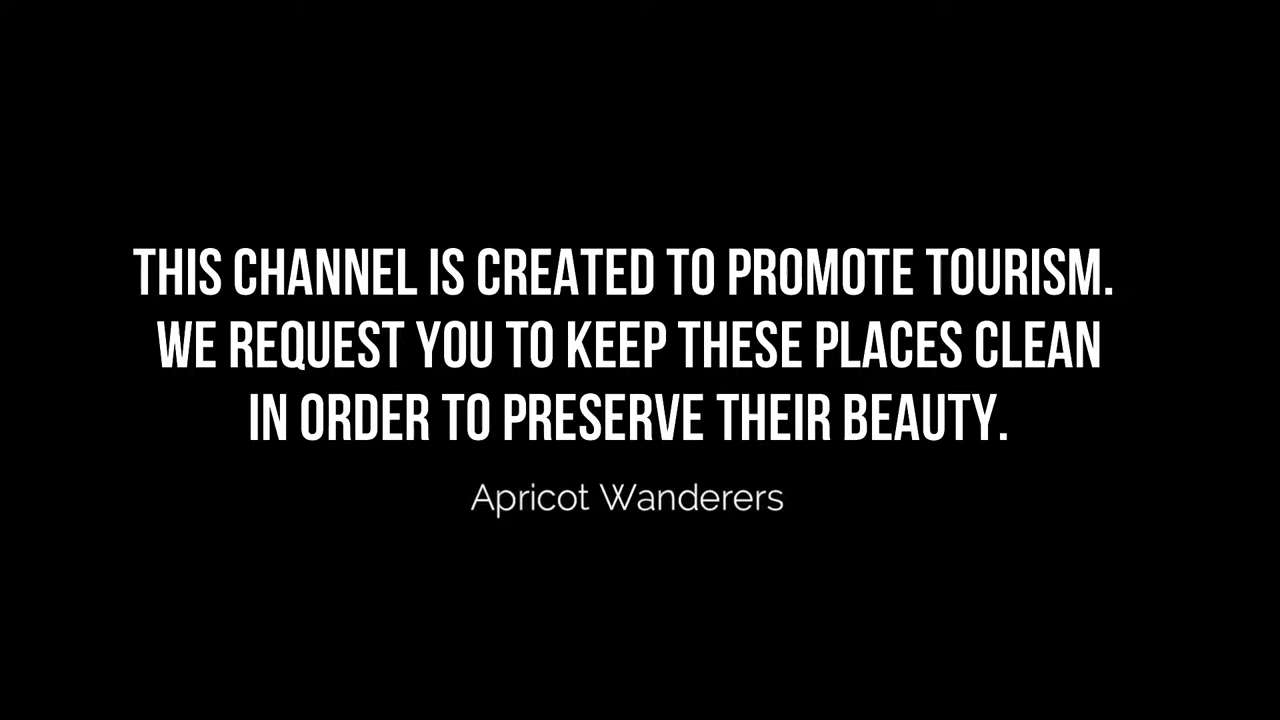 THIS CHANNEL IS CREATED TO PROMOTE TOURISM.
WE REQUEST YOU TO KEEP THESE PLACES CLEAN
IN ORDER TO PRESERVE THEIR BEAUTY.
Apricot Wanderers